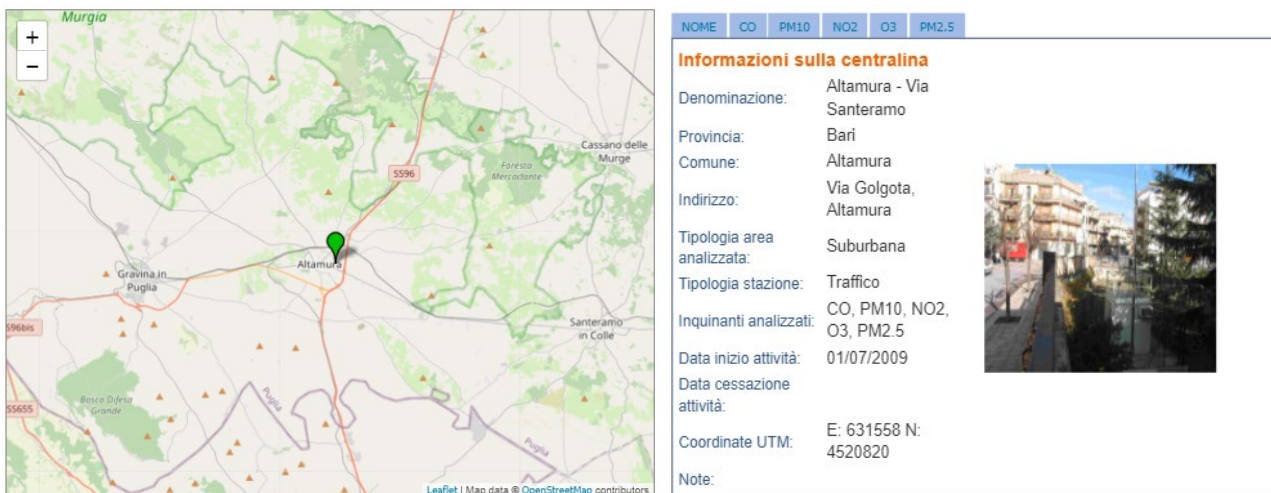 Murgia
+
−
Cassano delle
Murge
Foresta
Mercadante
SS96
Altamura
Gravina in
Puglia
S96bis
Santeramo
in Colle
Bosco Difesa
Grande
SS655
Puglia
Puglia
Leaflet | Map data © OpenStreetMap contributors
NOME CO PM10 NO2 O3 PM2.5
Informazioni sulla centralina
Denominazione: Altamura - Via
Santeramo
Provincia: Bari
Comune: Altamura
Indirizzo: Via Golgota,
Altamura
Tipologia area
analizzata: Suburbana
Tipologia stazione: Traffico
Inquinanti analizzati: CO, PM10, NO2,
O3, PM2.5
Data inizio attività: 01/07/2009
Data cessazione
attività:
Coordinate UTM: E: 631558 N:
4520820
Note: